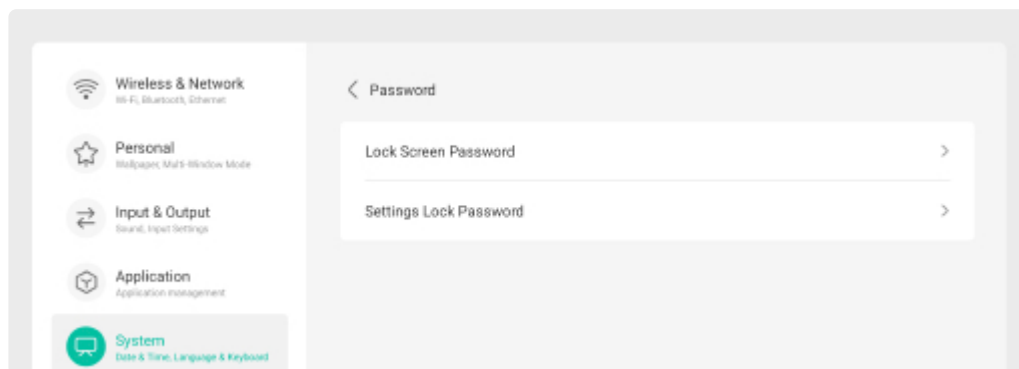 Wireless & Network
Wi-Fi, Bluetooth, Ethernet
Personal
Wallpaper, Multi-Window Mode
Input & Output
Sound, Input Settings
Application
Application management
System
Date & Time, Language & Keyboard
Password
Lock Screen Password
Settings Lock Password